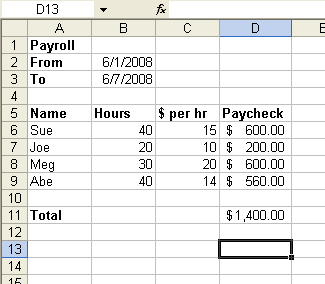 D13 fx
A B C D E
1 Payroll
2 From 6/1/2008
3 To 6/7/2008
4
5 Name Hours $ per hr Paycheck
6 Sue 40 15 $ 600.00
7 Joe 20 10 $ 200.00
8 Meg 30 20 $ 600.00
9 Abe 40 14 $ 560.00
10
11 Total $1,400.00
12
13
14
15